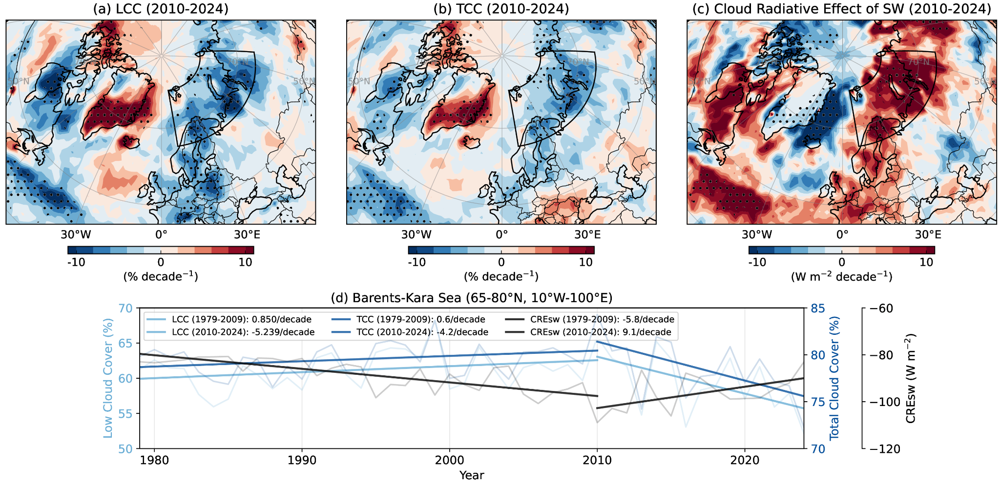 (a) LCC (2010-2024)
(b) TCC (2010-2024)
(c) Cloud Radiative Effect of SW (2010-2024)
70°N
50°N
50°N
70°N
50°N
50°N
70°N
50°N
50°N
30°W 0° 30°E
30°W 0° 30°E
30°W 0° 30°E
-10 0 10
-10 0 10
-10 0 10
(% decade⁻¹)
(% decade⁻¹)
(W m⁻² decade⁻¹)
(d) Barents-Kara Sea (65-80°N, 10°W-100°E)
LCC (1979-2009): 0.850/decade
LCC (2010-2024): -5.239/decade
TCC (1979-2009): 0.6/decade
TCC (2010-2024): -4.2/decade
CREsw (1979-2009): -5.8/decade
CREsw (2010-2024): 9.1/decade
Low Cloud Cover (%)
70
65
60
55
50
Total Cloud Cover (%)
85
80
75
70
CREsw (W m⁻²)
−60
−80
−100
−120
1980 1990 2000 2010 2020
Year